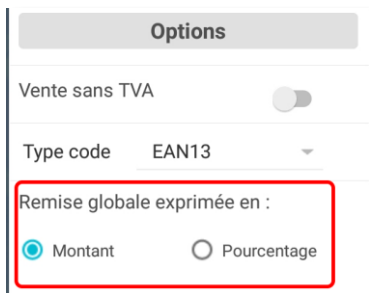 Options
Vente sans TVA
Type code EAN13
Remise globale exprimée en :
Montant Pourcentage